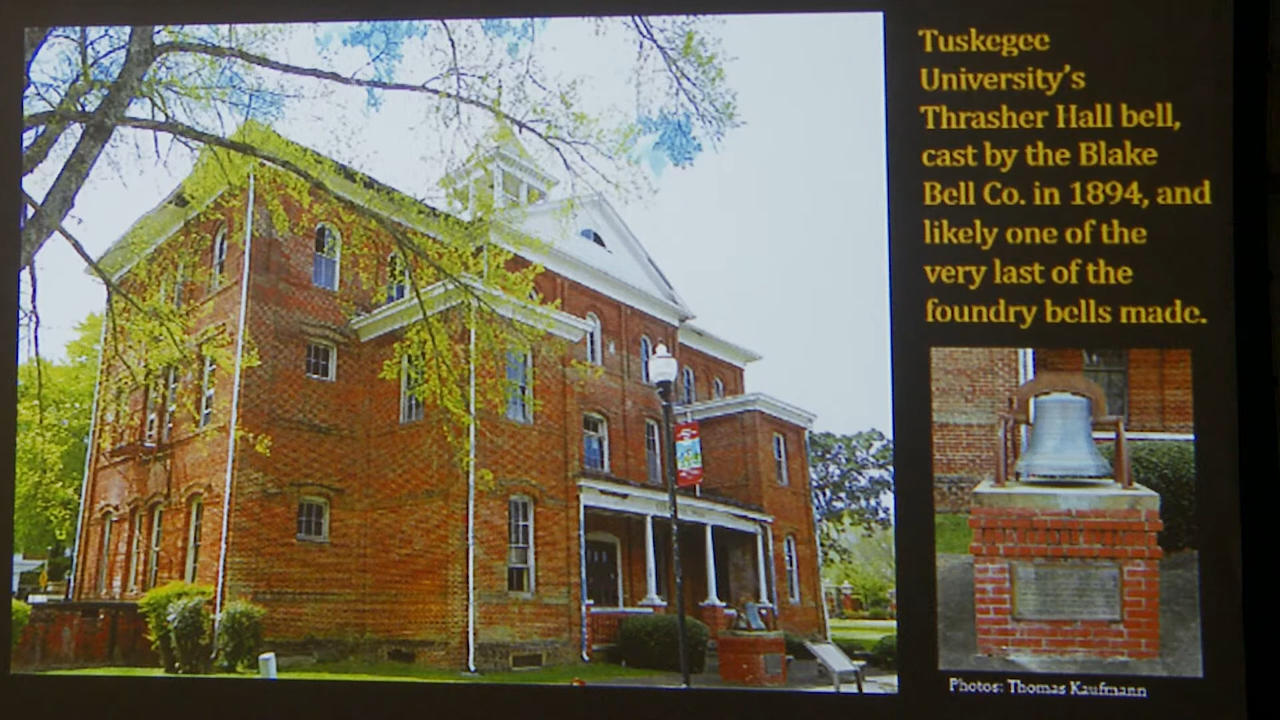 Tuskegee
University's
Thrasher Hall bell,
cast by the Blake
Bell Co. in 1894, and
likely one of the
very last of the
foundry bells made.
Photos: Thomas Kaufmann